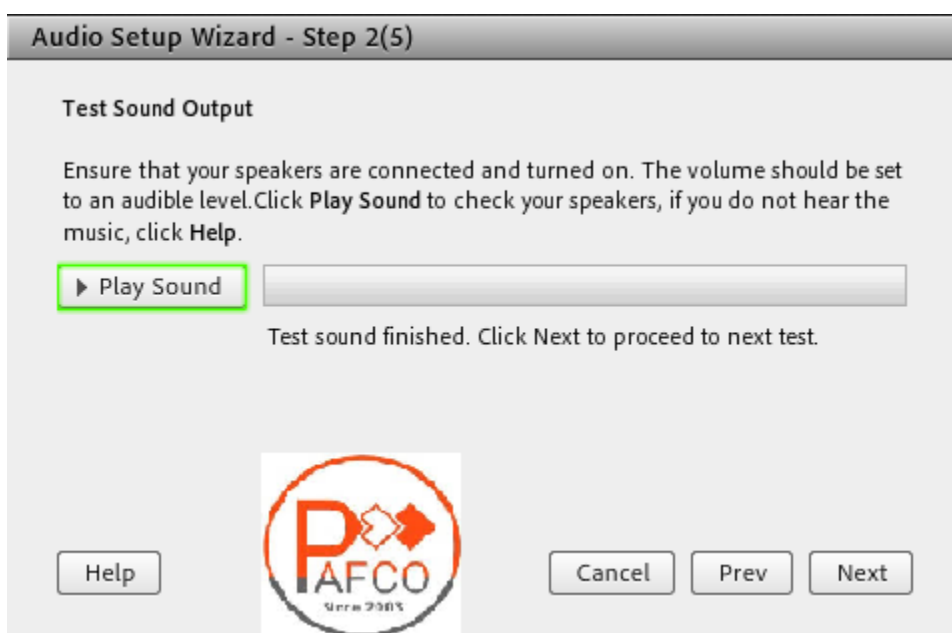 Audio Setup Wizard - Step 2(5)
Test Sound Output
Ensure that your speakers are connected and turned on. The volume should be set
to an audible level.Click Play Sound to check your speakers, if you do not hear the
music, click Help.
Play Sound
Test sound finished. Click Next to proceed to next test.
PAFCO
Since 2003
Help
Cancel
Prev
Next